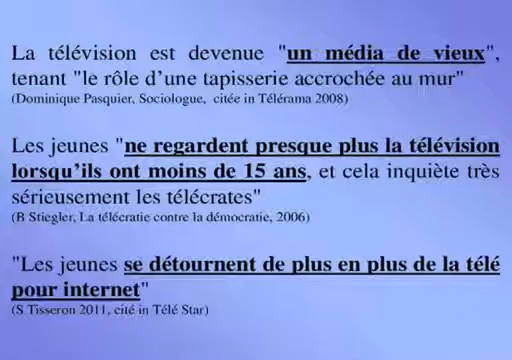 La télévision est devenue "un média de vieux",
tenant "le rôle d’une tapisserie accrochée au mur"
(Dominique Pasquier, Sociologue, citée in Télérama 2008)
Les jeunes "ne regardent presque plus la télévision
lorsqu’ils ont moins de 15 ans, et cela inquiète très
sérieusement les télécrates"
(B Stiegler, La télécratie contre la démocratie, 2006)
"Les jeunes se détournent de plus en plus de la télé
pour internet"
(S Tisseron 2011, cité in Télé Star)